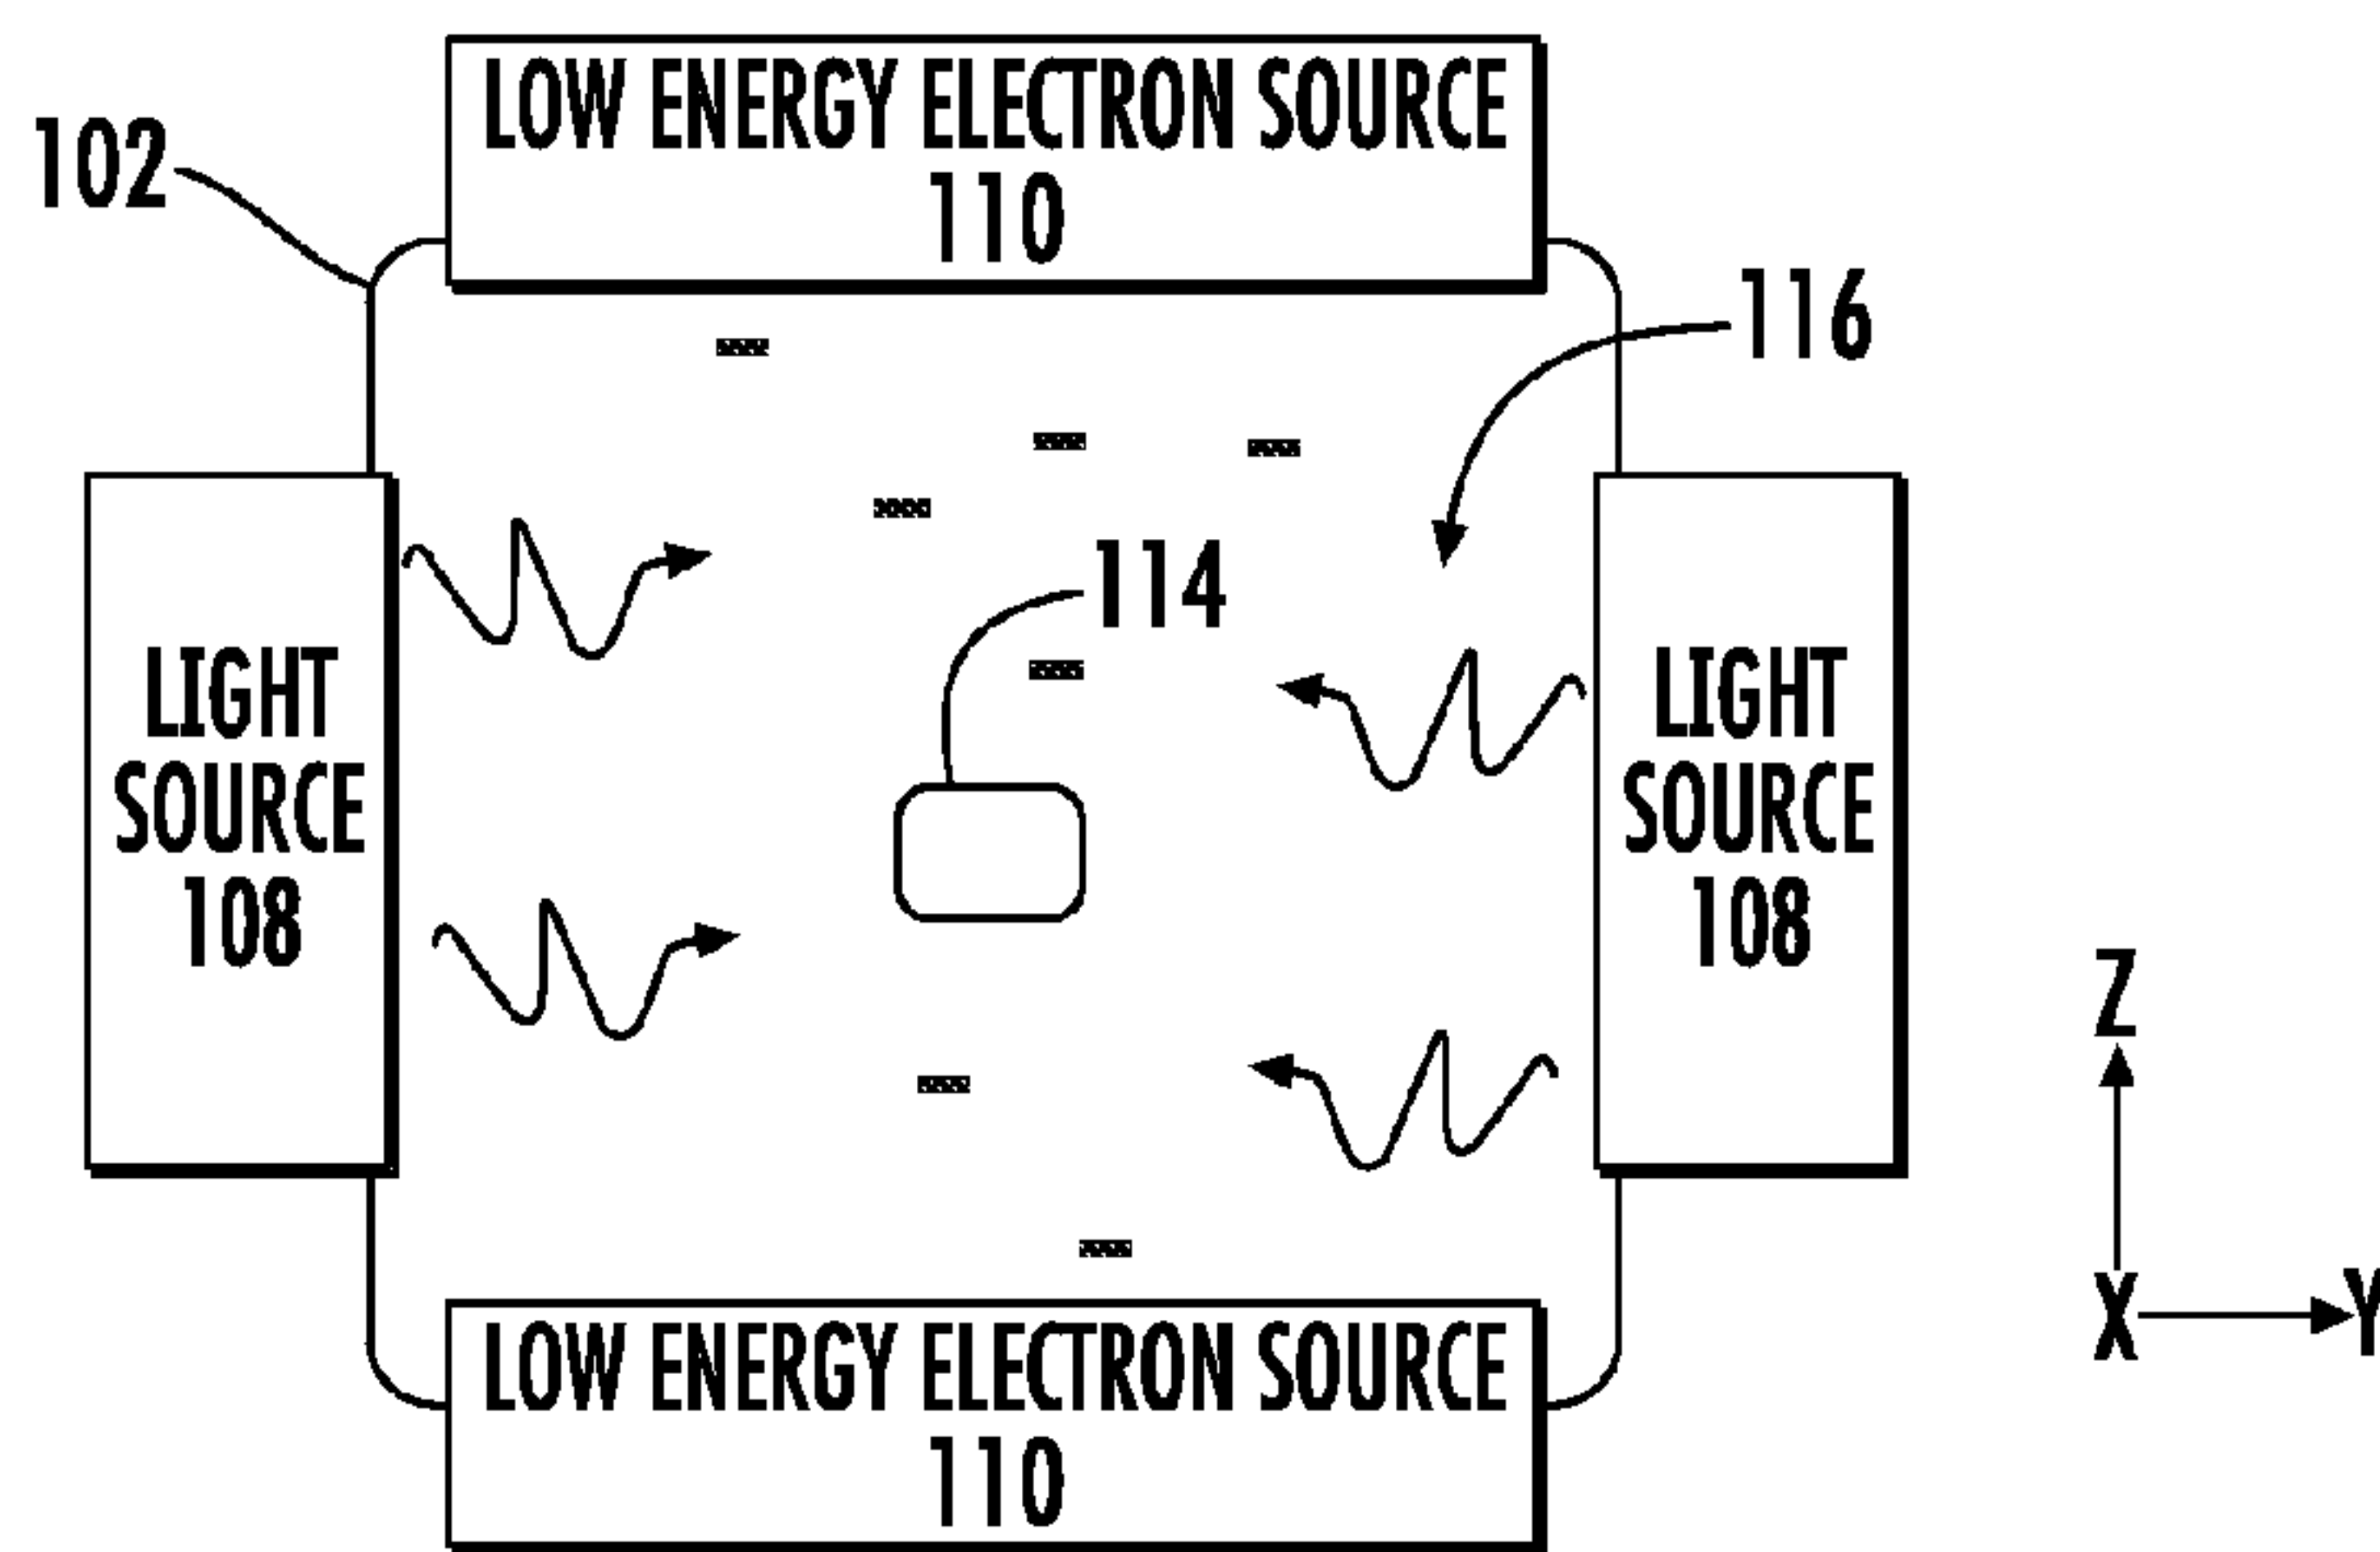 LOW ENERGY ELECTRON SOURCE
110
102
116
114
LIGHT
SOURCE
108
LIGHT
SOURCE
108
Z
X
Y
LOW ENERGY ELECTRON SOURCE
110